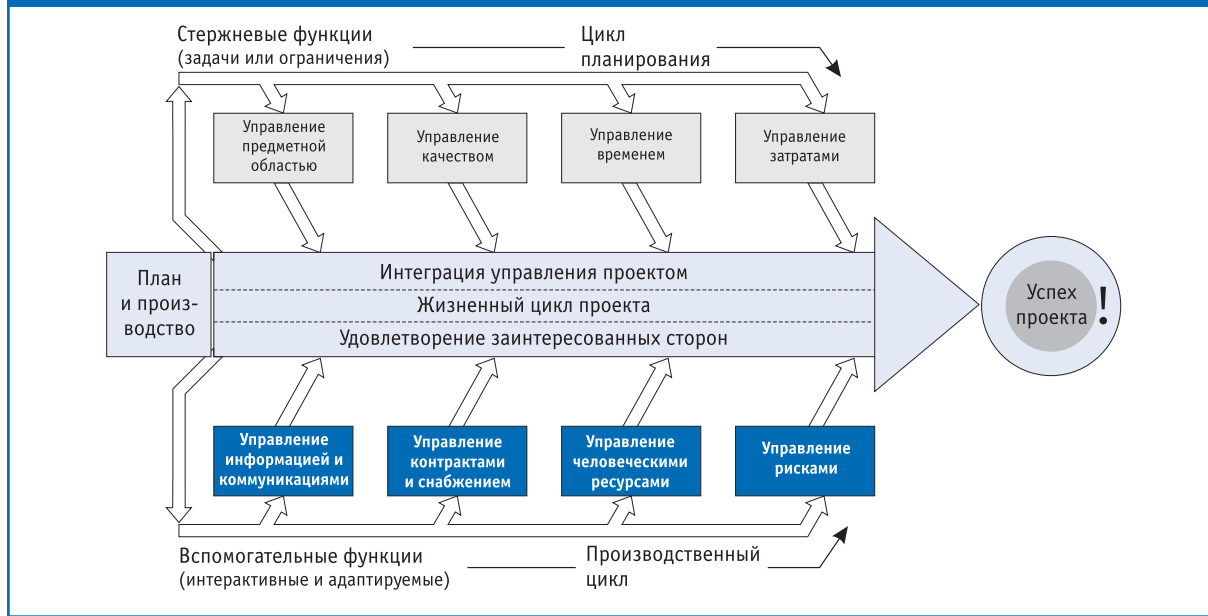 Стержневые функции
(задачи или ограничения)
Цикл
планирования
Управление
предметной
областью
Управление
качеством
Управление
временем
Управление
затратами
План
и произ-
водство
Интеграция управления проектом
Жизненный цикл проекта
Удовлетворение заинтересованных сторон
Успех
проекта
!
Управление
информацией и
коммуникациями
Управление
контрактами
и снабжением
Управление
человеческими
ресурсами
Управление
рисками
Вспомогательные функции
(интерактивные и адаптируемые)
Производственный
цикл